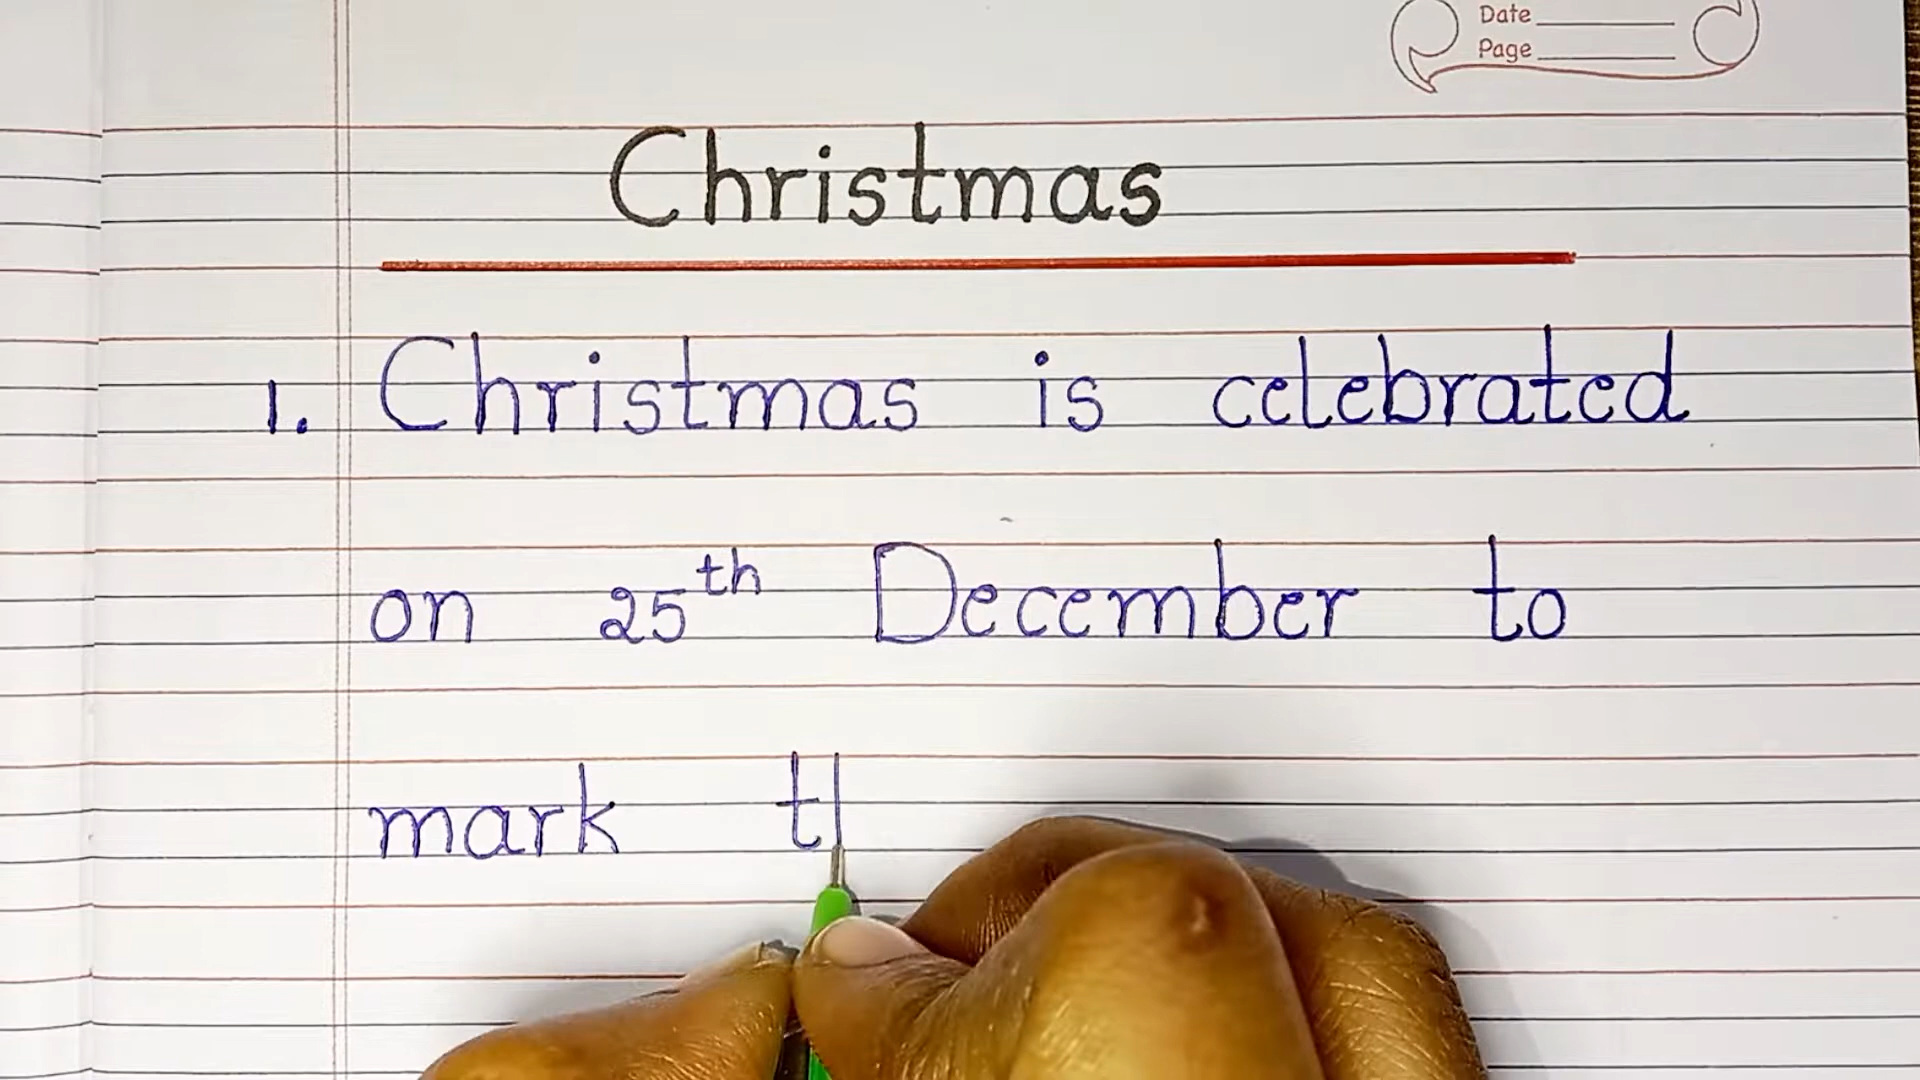 Date
Page
Christmas
1. Christmas is celebrated
on 25th December to
mark